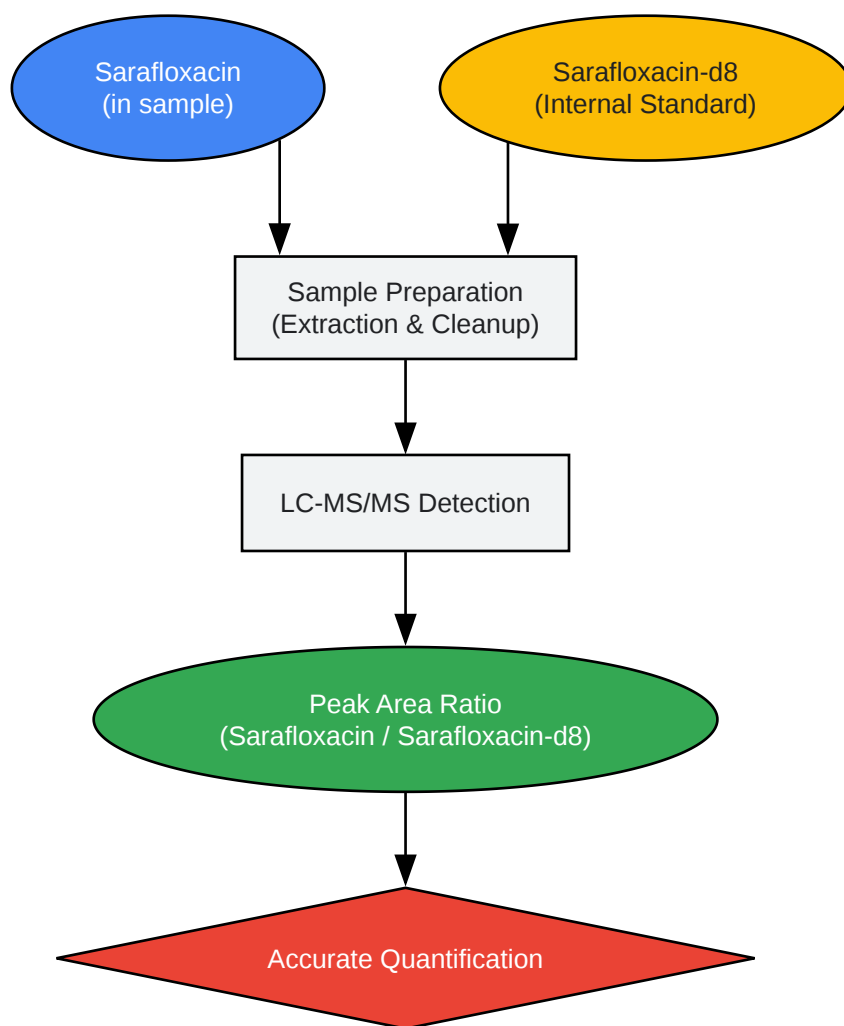 Sarafloxacin
(in sample)
Sarafloxacin-d8
(Internal Standard)
Sample Preparation
(Extraction & Cleanup)
LC-MS/MS Detection
Peak Area Ratio
(Sarafloxacin / Sarafloxacin-d8)
Accurate Quantification